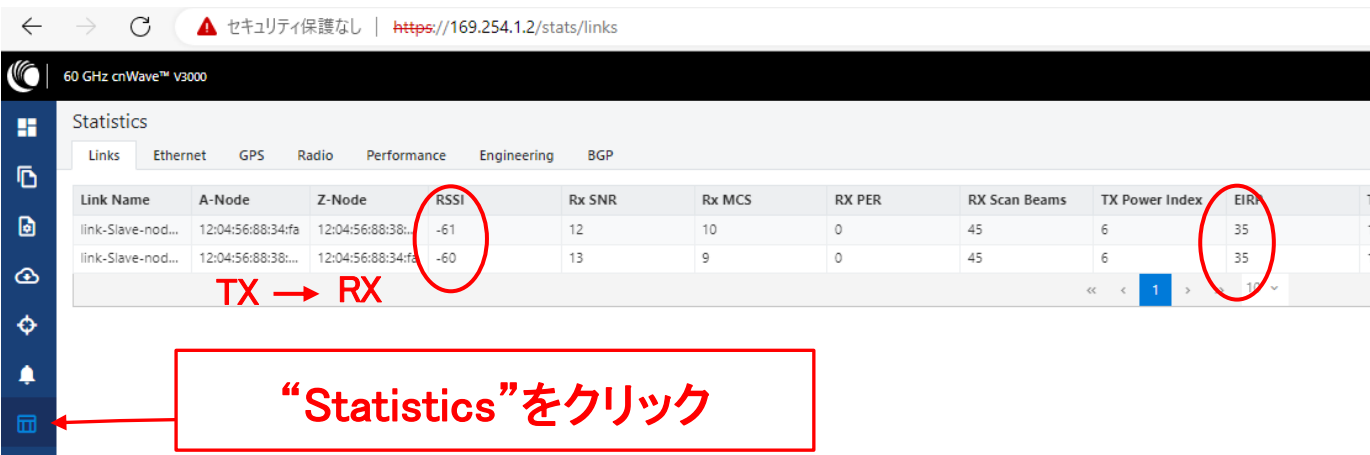 セキュリティ保護なし | https://169.254.1.2/stats/links
60 GHz cnWave™ V3000
Statistics
Links Ethernet GPS Radio Performance Engineering BGP
Link Name A-Node Z-Node RSSI Rx SNR Rx MCS RX PER RX Scan Beams TX Power Index EIRP
link-Slave-nod... 12:04:56:88:34:fa 12:04:56:88:38:... -61 12 10 0 45 6 35
link-Slave-nod... 12:04:56:88:38:... 12:04:56:88:34:fa -60 13 9 0 45 6 35
TX → RX
« ‹ 1 › » 10
“Statistics”をクリック